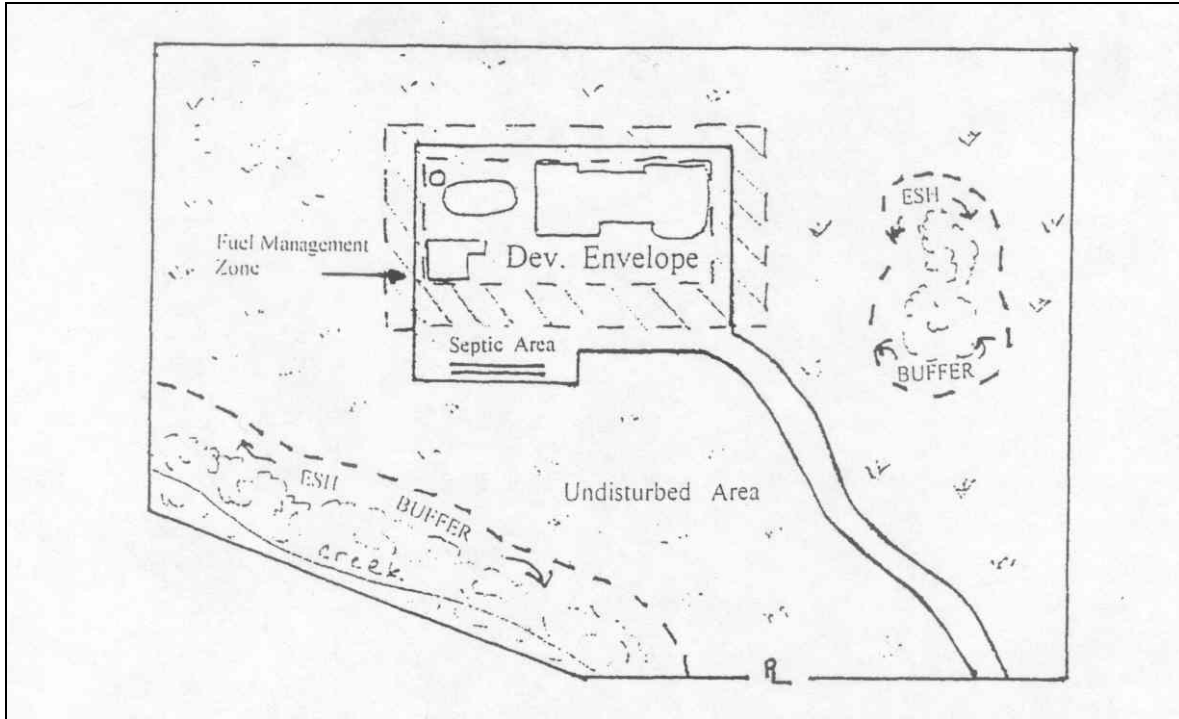 ESH
Fuel Management
Zone
Dev. Envelope
Septic Area
BUFFER
ESH
BUFFER
Undisturbed Area
Creek
PL